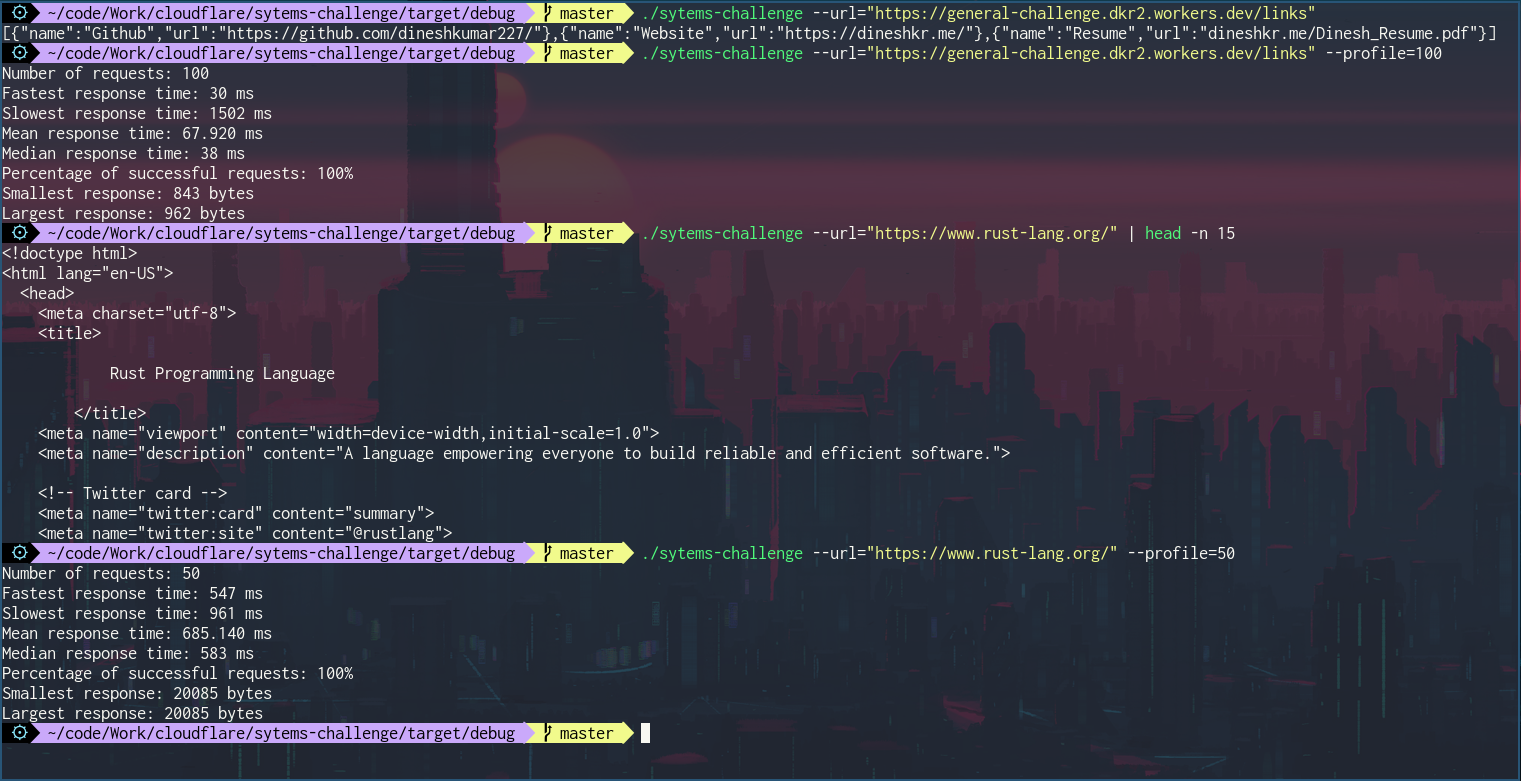 ~/code/Work/cloudflare/sytems-challenge/target/debug master ./sytems-challenge --url="https://general-challenge.dkr2.workers.dev/links"
[{"name":"Github","url":"https://github.com/dineshkumar227/"},{"name":"Website","url":"https://dineshkr.me/"},{"name":"Resume","url":"dineshkr.me/Dinesh_Resume.pdf"}]
~/code/Work/cloudflare/sytems-challenge/target/debug master ./sytems-challenge --url="https://general-challenge.dkr2.workers.dev/links" --profile=100
Number of requests: 100
Fastest response time: 30 ms
Slowest response time: 1502 ms
Mean response time: 67.920 ms
Median response time: 38 ms
Percentage of successful requests: 100%
Smallest response: 843 bytes
Largest response: 962 bytes
~/code/Work/cloudflare/sytems-challenge/target/debug master ./sytems-challenge --url="https://www.rust-lang.org/" | head -n 15
<!doctype html>
<html lang="en-US">
  <head>
    <meta charset="utf-8">
    <title>
            Rust Programming Language
        </title>
    <meta name="viewport" content="width=device-width,initial-scale=1.0">
    <meta name="description" content="A language empowering everyone to build reliable and efficient software.">
    <!-- Twitter card -->
    <meta name="twitter:card" content="summary">
    <meta name="twitter:site" content="@rustlang">
~/code/Work/cloudflare/sytems-challenge/target/debug master ./sytems-challenge --url="https://www.rust-lang.org/" --profile=50
Number of requests: 50
Fastest response time: 547 ms
Slowest response time: 961 ms
Mean response time: 685.140 ms
Median response time: 583 ms
Percentage of successful requests: 100%
Smallest response: 20085 bytes
Largest response: 20085 bytes
~/code/Work/cloudflare/sytems-challenge/target/debug master